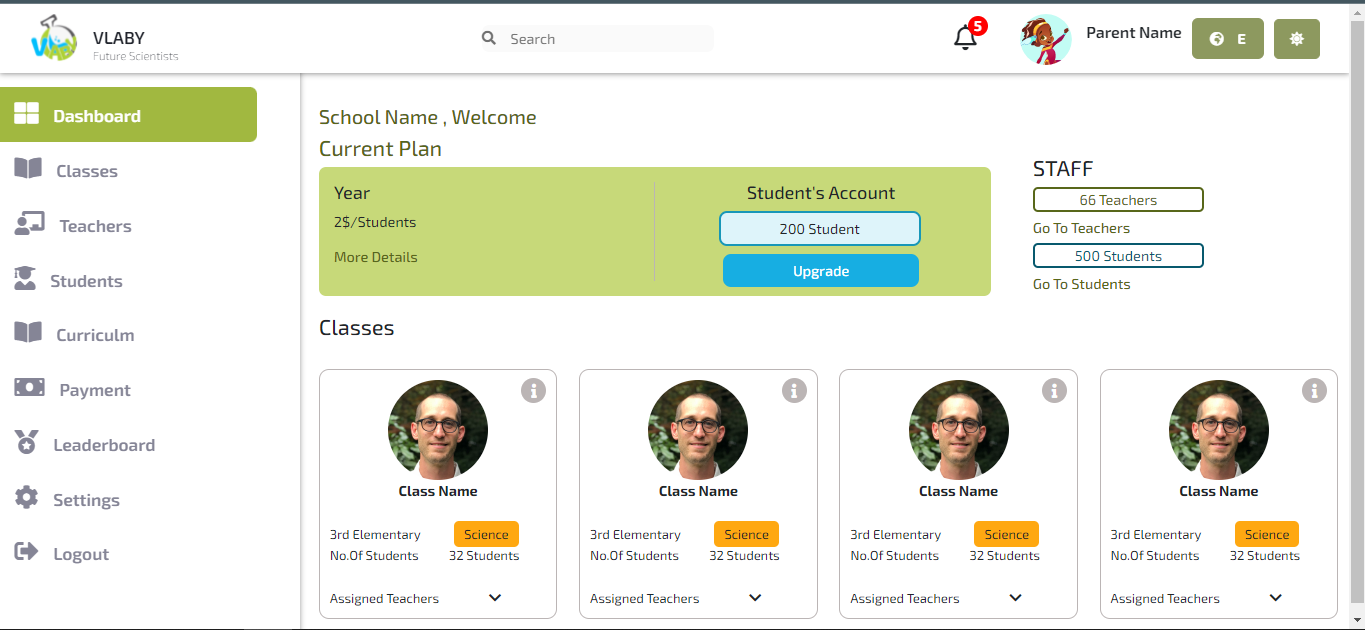 VLABY
Future Scientists
Search
5
Parent Name
E
Dashboard
Classes
Teachers
Students
Curriculm
Payment
Leaderboard
Settings
Logout
School Name , Welcome
Current Plan
Year
2$/Students
More Details
Student's Account
200 Student
Upgrade
STAFF
66 Teachers
Go To Teachers
500 Students
Go To Students
Classes
Class Name
3rd Elementary Science
No.Of Students 32 Students
Assigned Teachers
Class Name
3rd Elementary Science
No.Of Students 32 Students
Assigned Teachers
Class Name
3rd Elementary Science
No.Of Students 32 Students
Assigned Teachers
Class Name
3rd Elementary Science
No.Of Students 32 Students
Assigned Teachers